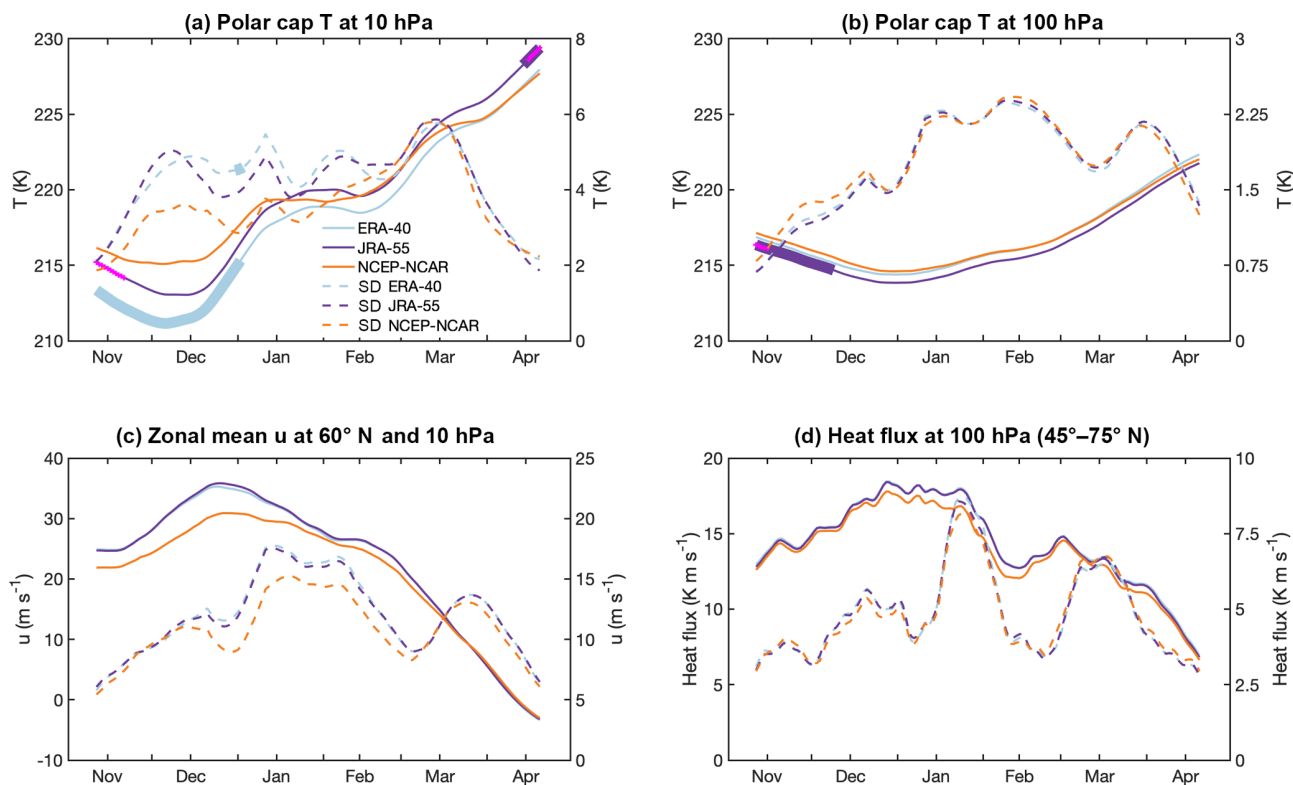 (a) Polar cap T at 10 hPa
230
225
220
215
210
T (K)
8
6
4
2
0
T (K)
ERA-40
JRA-55
NCEP-NCAR
SD ERA-40
SD JRA-55
SD NCEP-NCAR
Nov Dec Jan Feb Mar Apr
(b) Polar cap T at 100 hPa
230
225
220
215
210
T (K)
3
2.25
1.5
0.75
0
T (K)
Nov Dec Jan Feb Mar Apr
(c) Zonal mean u at 60° N and 10 hPa
40
30
20
10
0
-10
u (m s⁻¹)
25
20
15
10
5
0
u (m s⁻¹)
Nov Dec Jan Feb Mar Apr
(d) Heat flux at 100 hPa (45°–75° N)
20
15
10
5
0
Heat flux (K m s⁻¹)
10
7.5
5
2.5
0
Heat flux (K m s⁻¹)
Nov Dec Jan Feb Mar Apr